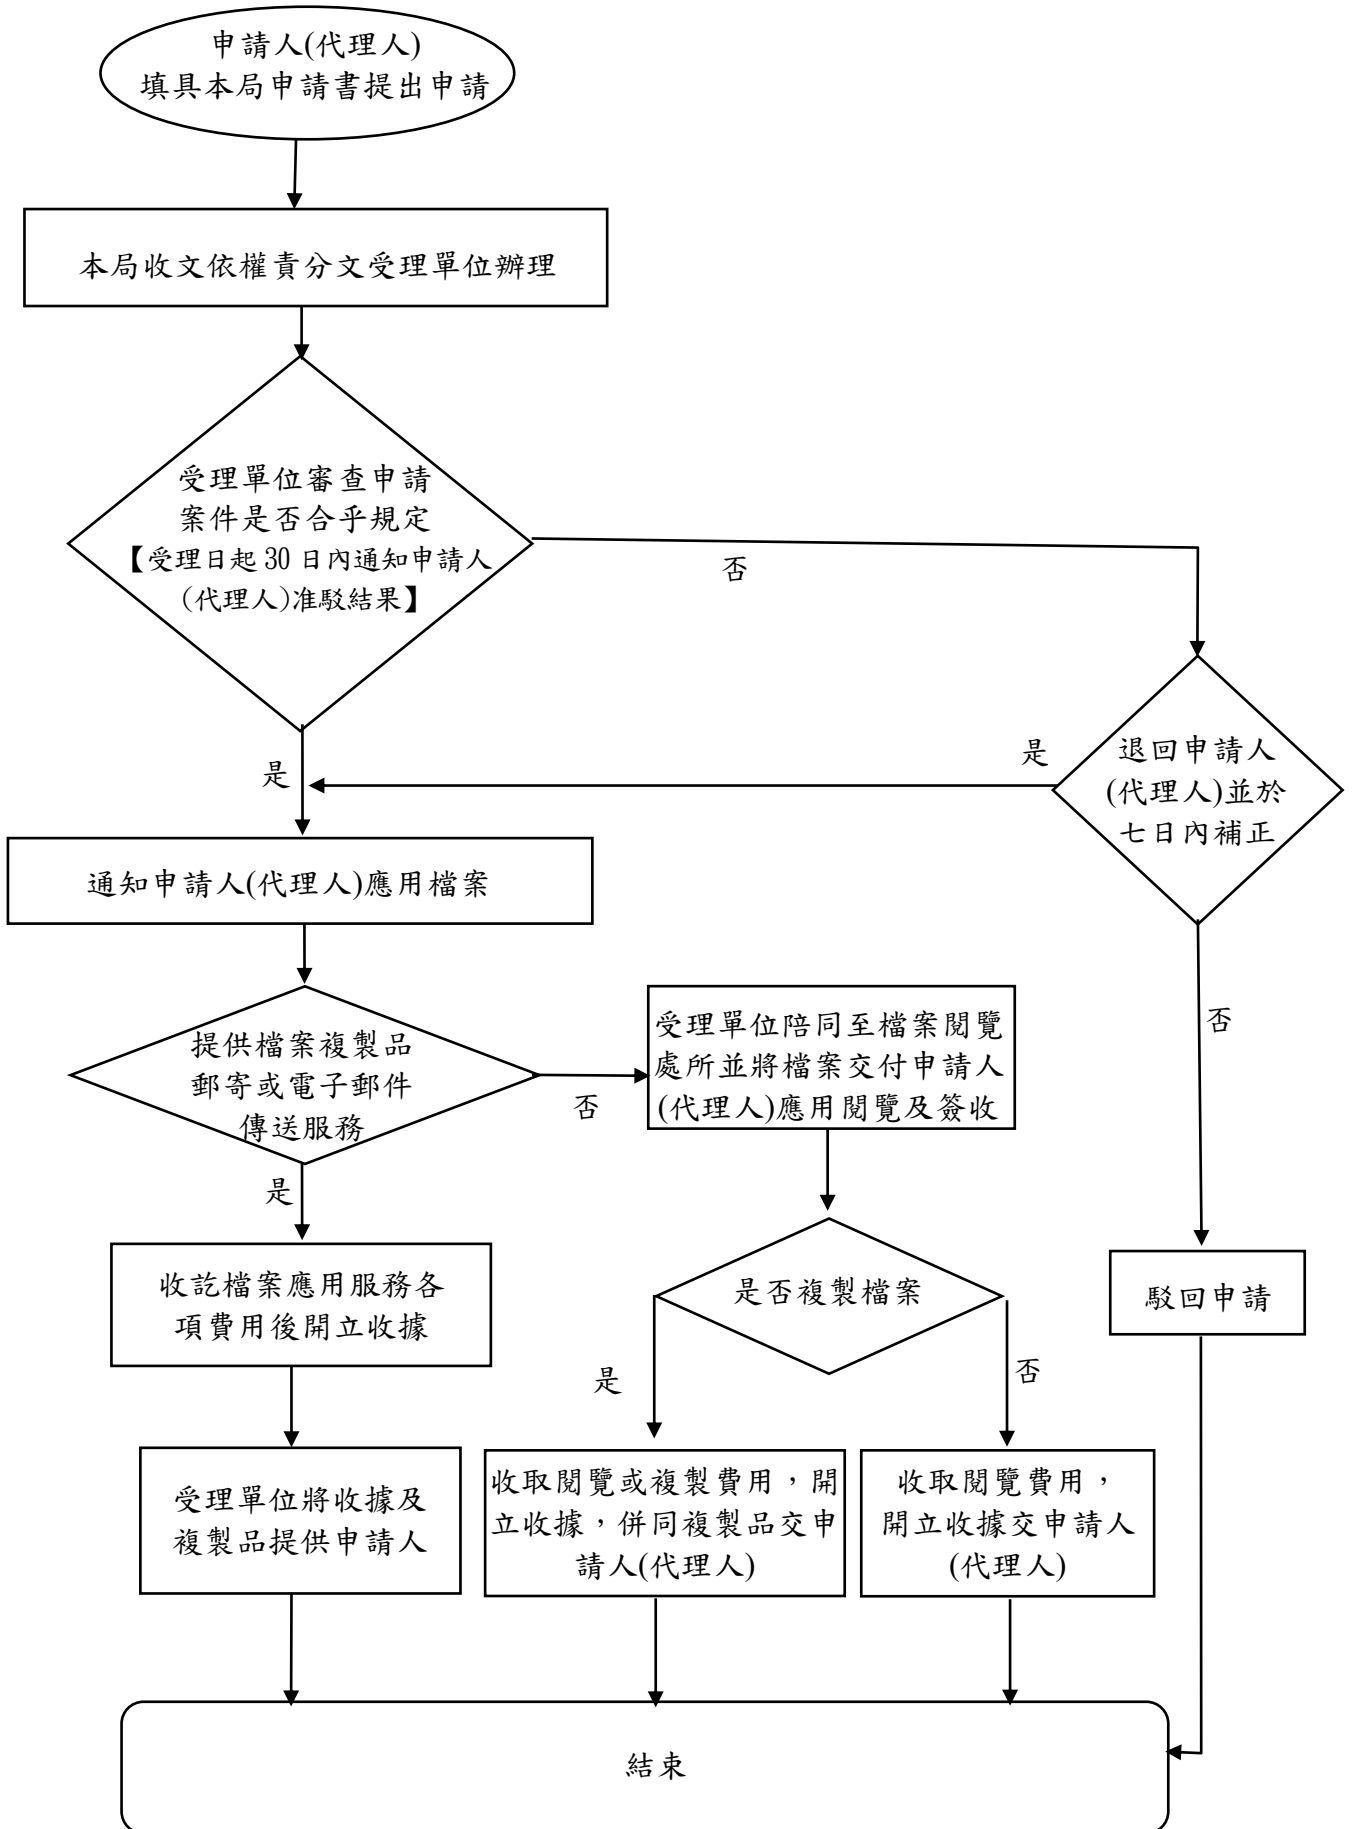 申請人(代理人)
填具本局申請書提出申請
本局收文依權責分文受理單位辦理
受理單位審查申請
案件是否合乎規定
【受理日起 30 日內通知申請人
(代理人)准駁結果】
否
是
是
退回申請人
(代理人)並於
七日內補正
通知申請人(代理人)應用檔案
提供檔案複製品
郵寄或電子郵件
傳送服務
否
受理單位陪同至檔案閱覽
處所並將檔案交付申請人
(代理人)應用閱覽及簽收
否
是
收訖檔案應用服務各
項費用後開立收據
是否複製檔案
駁回申請
是
否
受理單位將收據及
複製品提供申請人
收取閱覽或複製費用，開
立收據，併同複製品交申
請人(代理人)
收取閱覽費用，
開立收據交申請人
(代理人)
結束